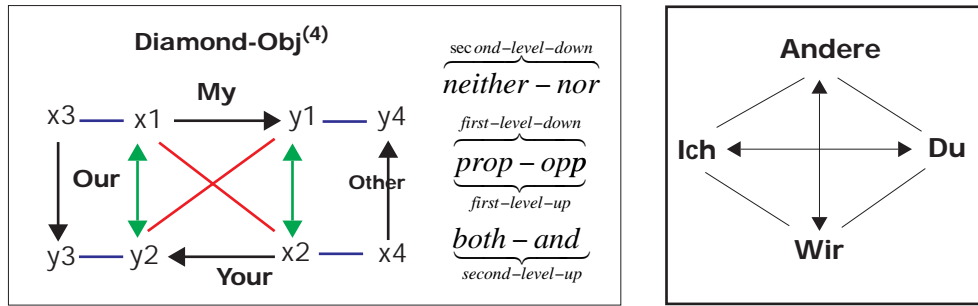 Diamond-Obj(4)
My
x3 x1 y1 y4
Our
Other
y3 y2 x2 x4
Your
second-level-down
neither - nor
first-level-down
prop - opp
first-level-up
both - and
second-level-up
Andere
Ich Du
Wir